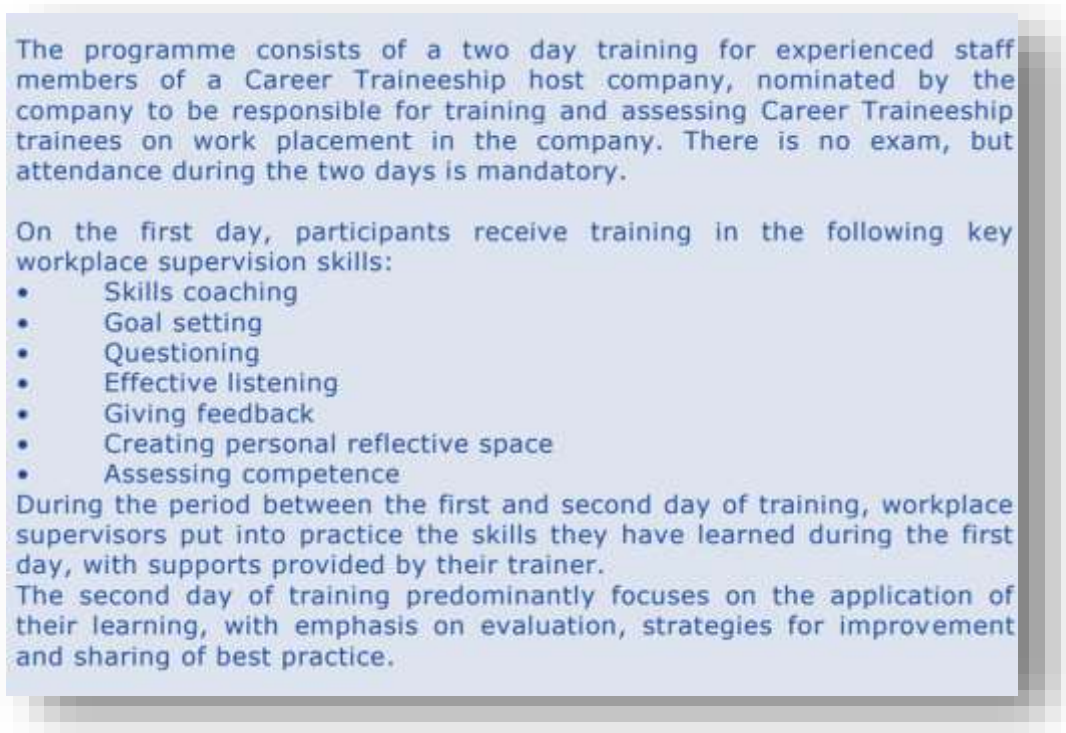 The programme consists of a two day training for experienced staff
members of a Career Traineeship host company, nominated by the
company to be responsible for training and assessing Career Traineeship
trainees on work placement in the company. There is no exam, but
attendance during the two days is mandatory.
On the first day, participants receive training in the following key
workplace supervision skills:
• Skills coaching
• Goal setting
• Questioning
• Effective listening
• Giving feedback
• Creating personal reflective space
• Assessing competence
During the period between the first and second day of training, workplace
supervisors put into practice the skills they have learned during the first
day, with supports provided by their trainer.
The second day of training predominantly focuses on the application of
their learning, with emphasis on evaluation, strategies for improvement
and sharing of best practice.